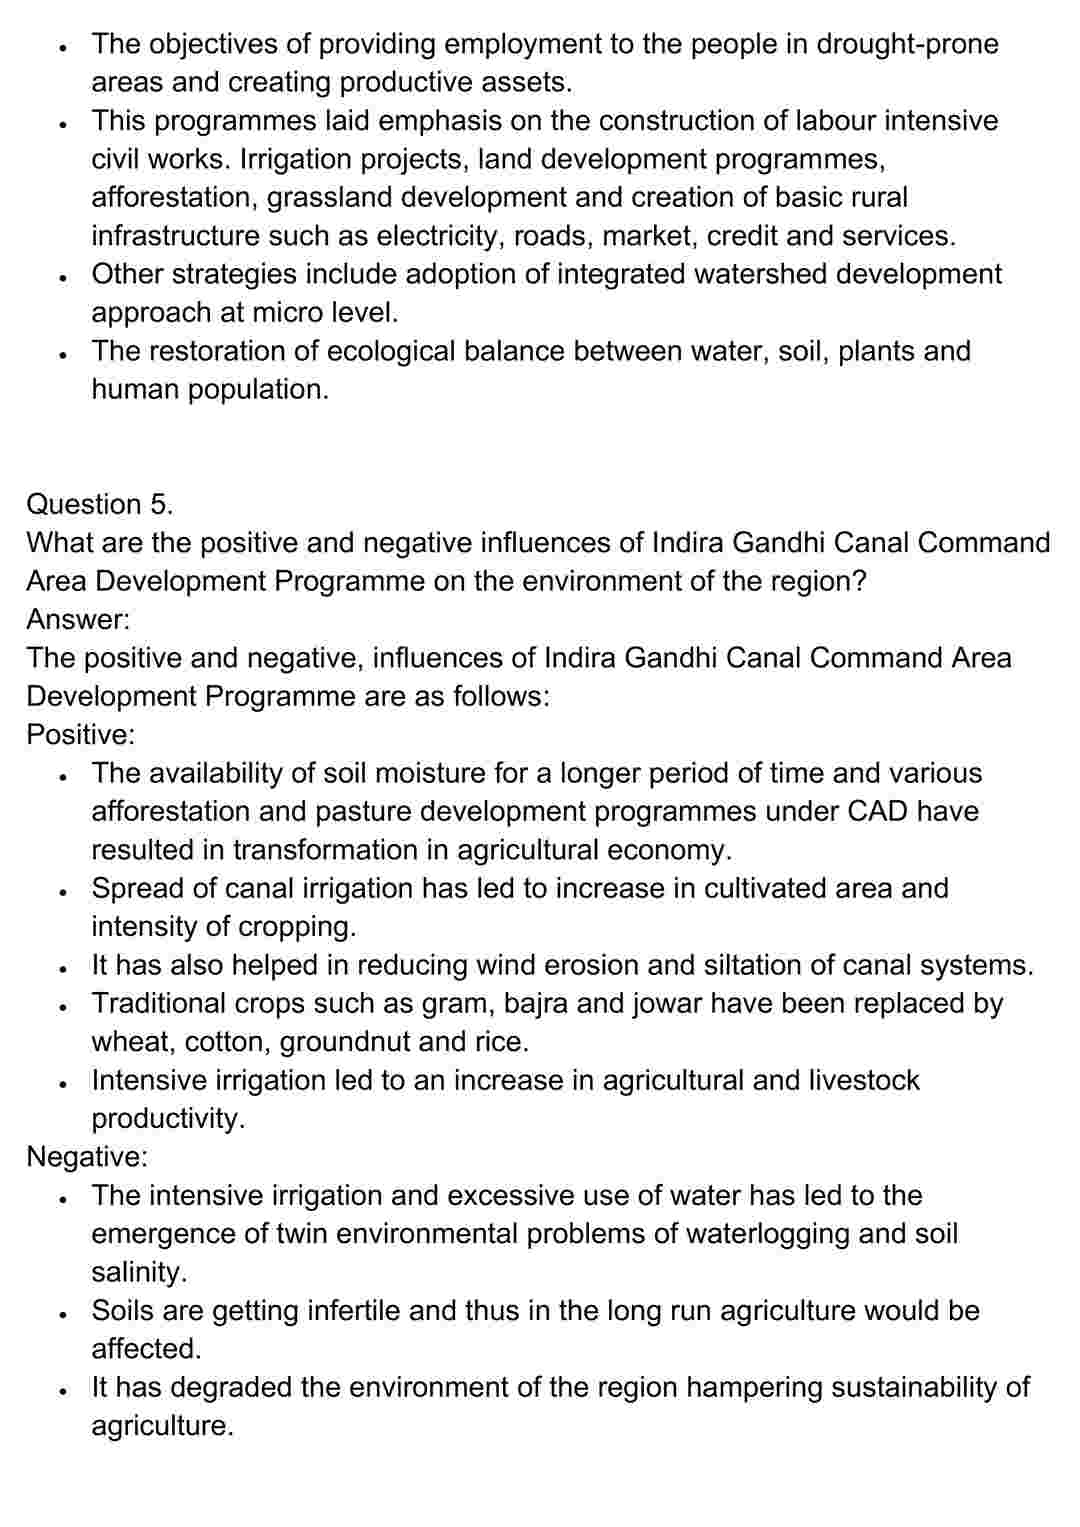 • The objectives of providing employment to the people in drought-prone
areas and creating productive assets.
• This programmes laid emphasis on the construction of labour intensive
civil works. Irrigation projects, land development programmes,
afforestation, grassland development and creation of basic rural
infrastructure such as electricity, roads, market, credit and services.
• Other strategies include adoption of integrated watershed development
approach at micro level.
• The restoration of ecological balance between water, soil, plants and
human population.
Question 5.
What are the positive and negative influences of Indira Gandhi Canal Command
Area Development Programme on the environment of the region?
Answer:
The positive and negative, influences of Indira Gandhi Canal Command Area
Development Programme are as follows:
Positive:
• The availability of soil moisture for a longer period of time and various
afforestation and pasture development programmes under CAD have
resulted in transformation in agricultural economy.
• Spread of canal irrigation has led to increase in cultivated area and
intensity of cropping.
• It has also helped in reducing wind erosion and siltation of canal systems.
• Traditional crops such as gram, bajra and jowar have been replaced by
wheat, cotton, groundnut and rice.
• Intensive irrigation led to an increase in agricultural and livestock
productivity.
Negative:
• The intensive irrigation and excessive use of water has led to the
emergence of twin environmental problems of waterlogging and soil
salinity.
• Soils are getting infertile and thus in the long run agriculture would be
affected.
• It has degraded the environment of the region hampering sustainability of
agriculture.